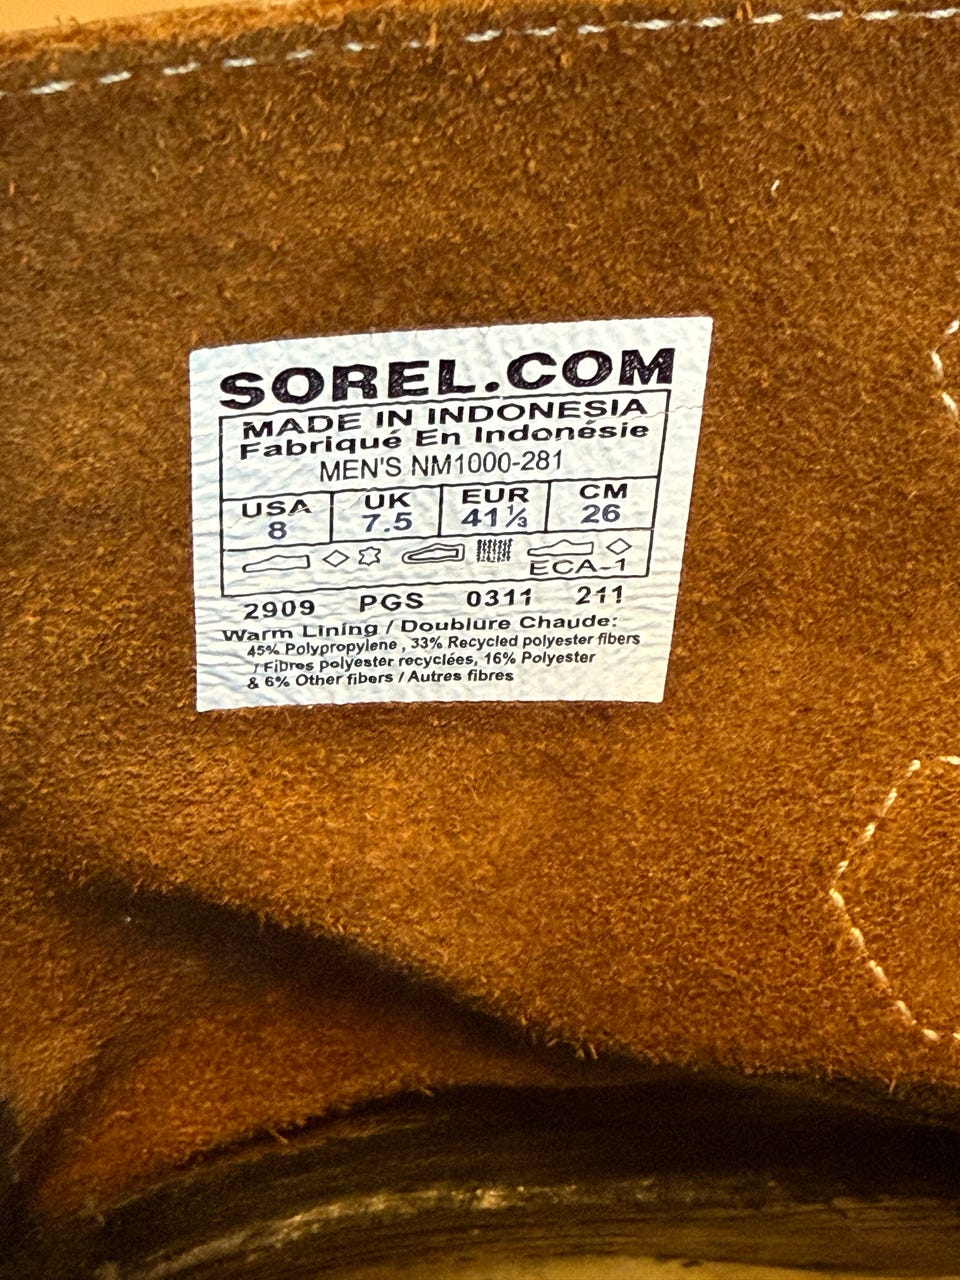 SOREL.COM
MADE IN INDONESIA
Fabriqué En Indonésie
MEN'S NM1000-281
USA UK EUR CM
8 7.5 41⅓ 26
ECA-1
2909 PGS 0311 211
Warm Lining / Doublure Chaude:
45% Polypropylene , 33% Recycled polyester fibers
/ Fibres polyester recyclées, 16% Polyester
& 6% Other fibers / Autres fibres